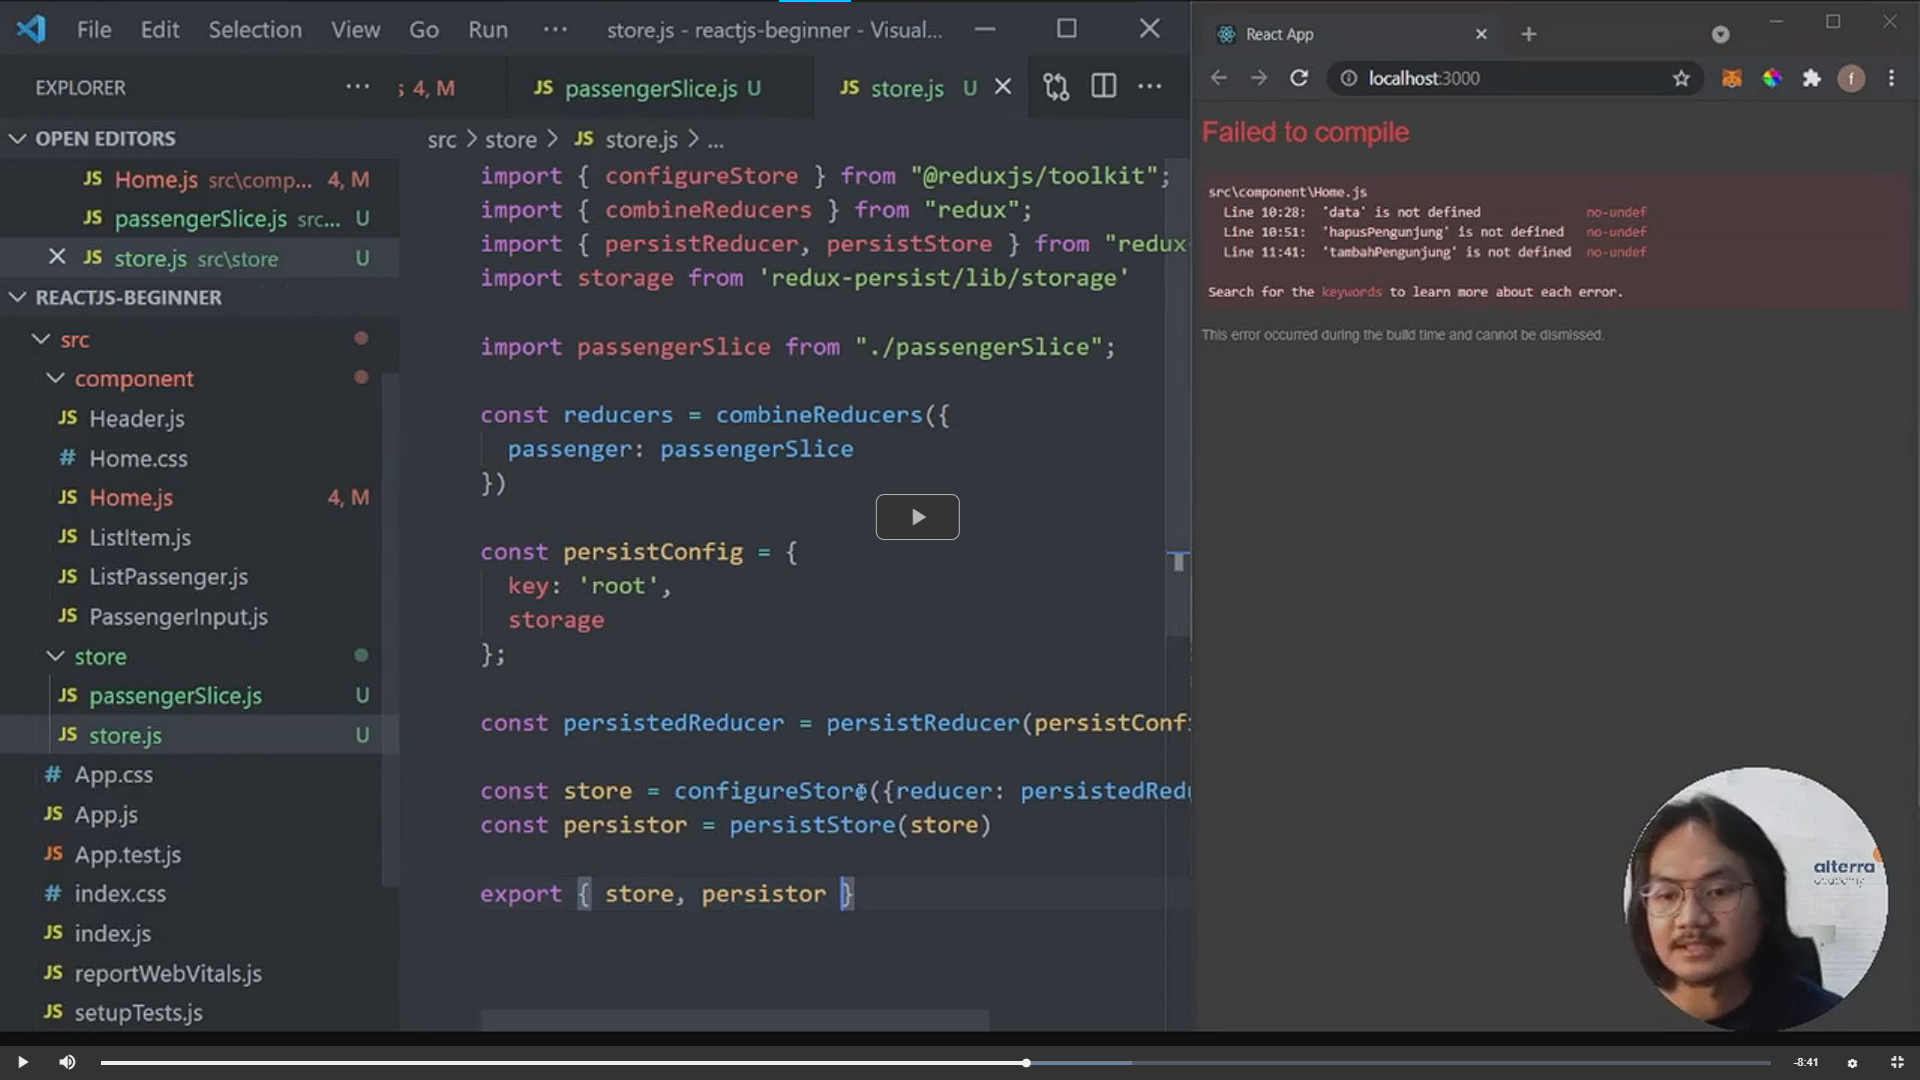 File Edit Selection View Go Run ··· store.js - reactjs-beginner - Visual...
EXPLORER ···
; 4, M
JS passengerSlice.js U
JS store.js U
···
OPEN EDITORS
JS Home.js src\comp... 4, M
JS passengerSlice.js src... U
JS store.js src\store U
REACTJS-BEGINNER
src
component
JS Header.js
# Home.css
JS Home.js 4, M
JS ListItem.js
JS ListPassenger.js
JS PassengerInput.js
store
JS passengerSlice.js U
JS store.js U
# App.css
JS App.js
JS App.test.js
# index.css
JS index.js
JS reportWebVitals.js
JS setupTests.js
src > store > JS store.js > ...
import { configureStore } from "@reduxjs/toolkit";
import { combineReducers } from "redux";
import { persistReducer, persistStore } from "redux-
import storage from 'redux-persist/lib/storage'
import passengerSlice from "./passengerSlice";
const reducers = combineReducers({
passenger: passengerSlice
})
const persistConfig = {
key: 'root',
storage
};
const persistedReducer = persistReducer(persistConf
const store = configureStore({reducer: persistedRedu
const persistor = persistStore(store)
export { store, persistor }
React App
localhost:3000
f
Failed to compile
src\component\Home.js
Line 10:28: 'data' is not defined no-undef
Line 10:51: 'hapusPengunjung' is not defined no-undef
Line 11:41: 'tambahPengunjung' is not defined no-undef
Search for the keywords to learn more about each error.
This error occurred during the build time and cannot be dismissed.
alterra
academy
-8:41